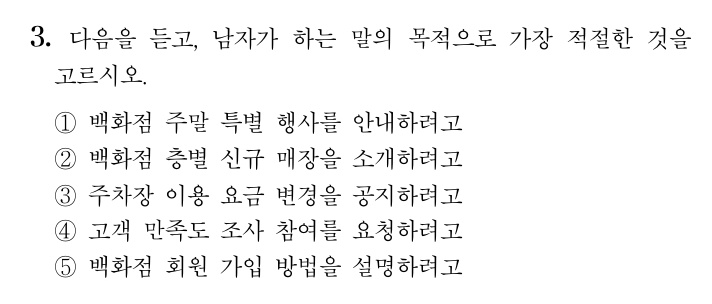 3. 다음을 듣고, 남자가 하는 말의 목적으로 가장 적절한 것을
고르시오.
① 백화점 주말 특별 행사를 안내하려고
② 백화점 층별 신규 매장을 소개하려고
③ 주차장 이용 요금 변경을 공지하려고
④ 고객 만족도 조사 참여를 요청하려고
⑤ 백화점 회원 가입 방법을 설명하려고